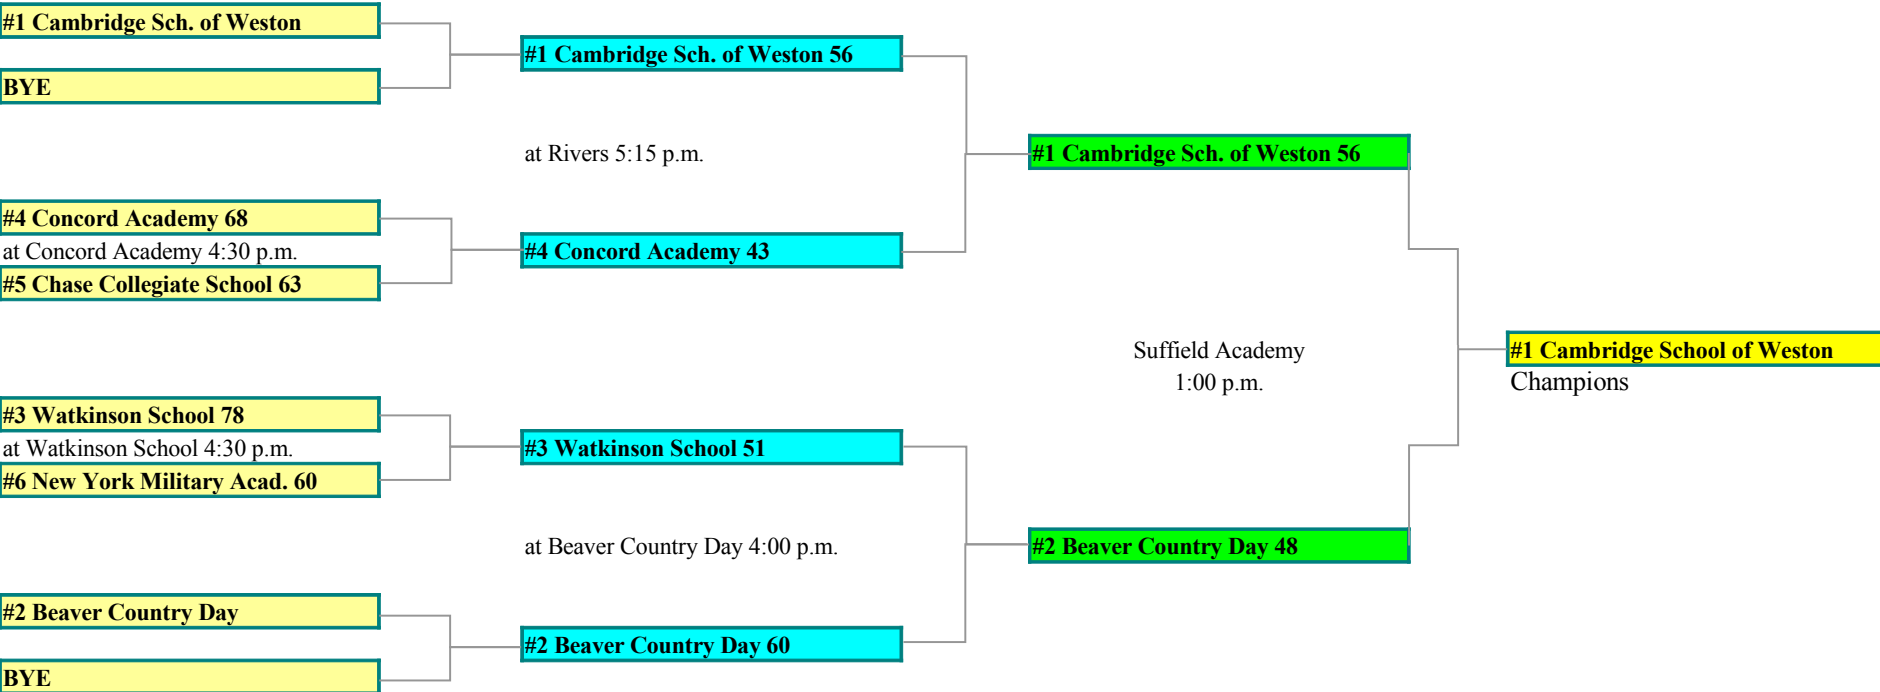 #1 Cambridge Sch. of Weston
#1 Cambridge Sch. of Weston 56
BYE
at Rivers 5:15 p.m.
#1 Cambridge Sch. of Weston 56
#4 Concord Academy 68
at Concord Academy 4:30 p.m.
#4 Concord Academy 43
#5 Chase Collegiate School 63
Suffield Academy
1:00 p.m.
#1 Cambridge School of Weston
Champions
#3 Watkinson School 78
at Watkinson School 4:30 p.m.
#3 Watkinson School 51
#6 New York Military Acad. 60
at Beaver Country Day 4:00 p.m.
#2 Beaver Country Day 48
#2 Beaver Country Day
#2 Beaver Country Day 60
BYE